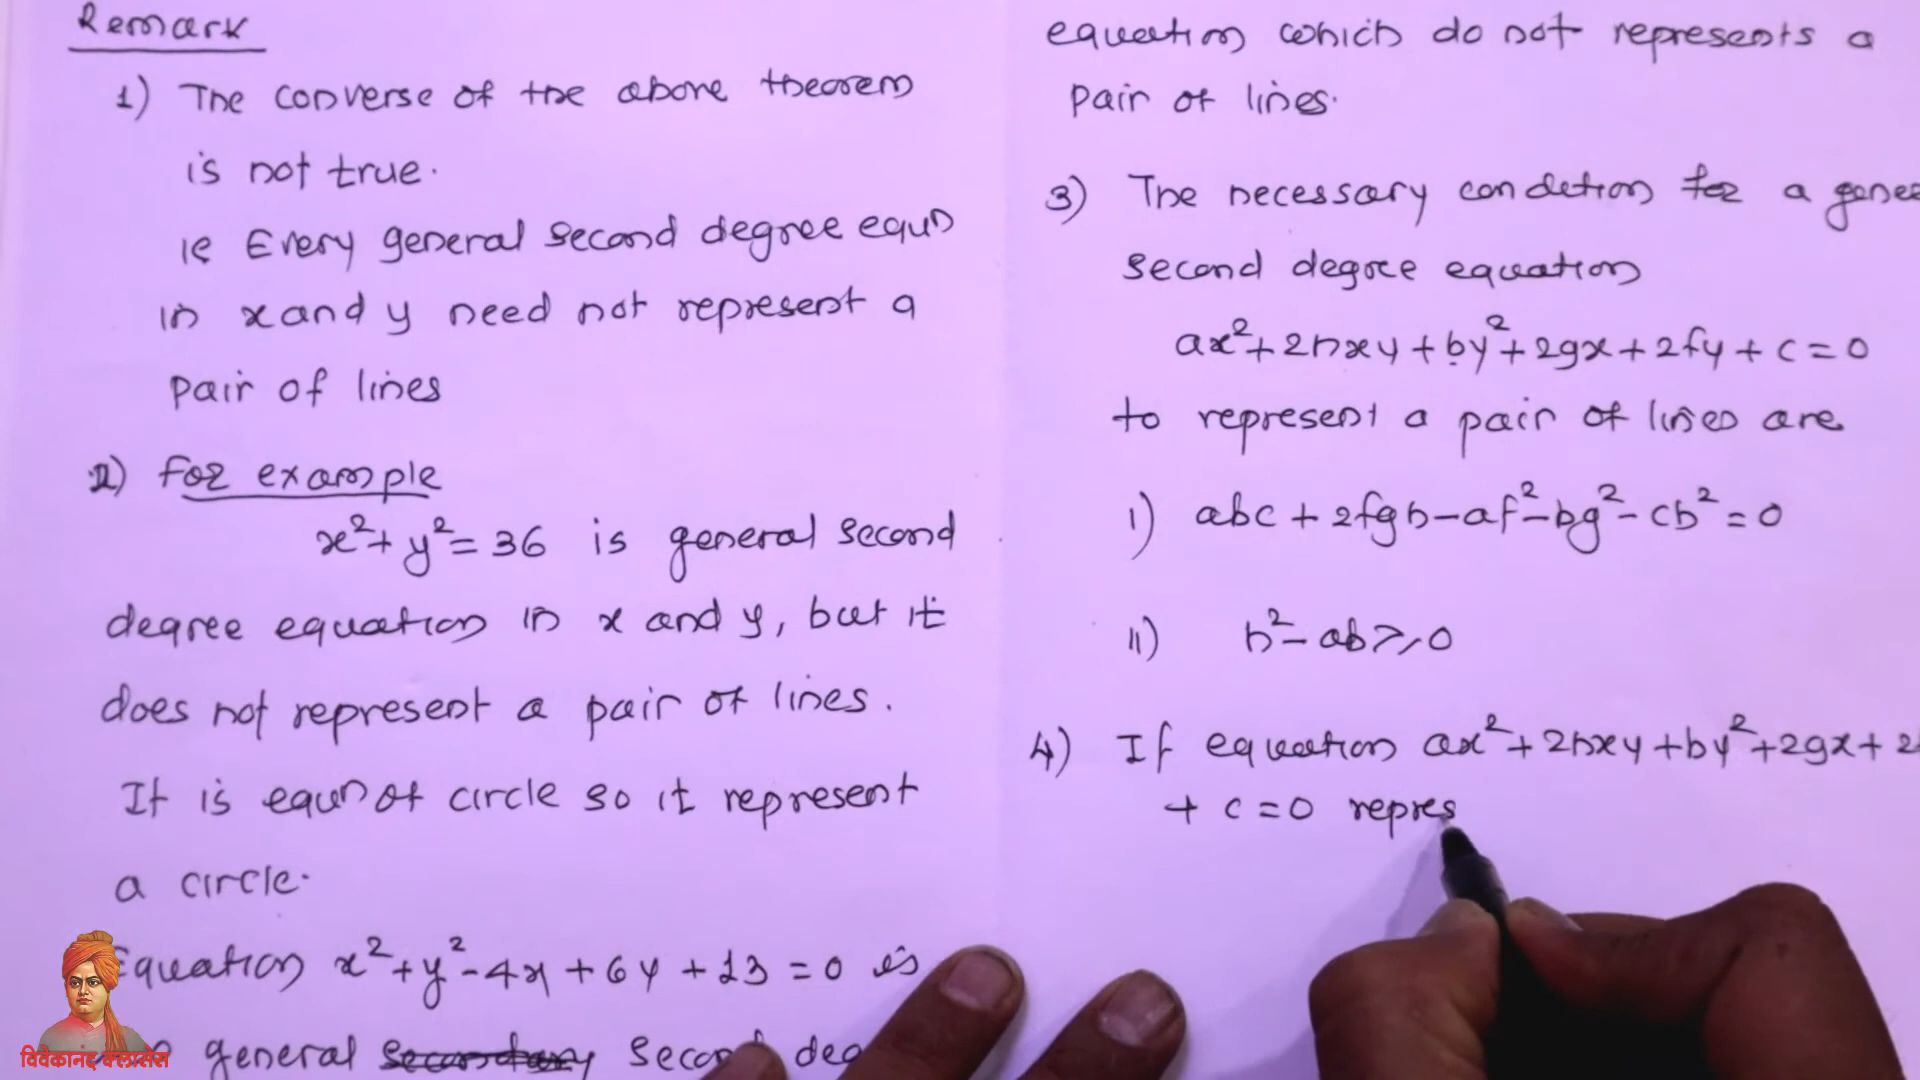 Remark
1) The converse of the above theorem
is not true.
ie Every general second degree equn
in x and y need not represent a
pair of lines
2) For example
x²+y²=36 is general second
degree equation in x and y, but it
does not represent a pair of lines.
It is equn of circle so it represent
a circle.
Equation x²+y²-4x+6y+13=0 is
general second deg
equation which do not represents a
pair of lines.
3) The necessary condition for a gene
second degree equation
ax²+2hxy+by²+2gx+2fy+c=0
to represent a pair of lines are
i) abc+2fgh-af²-bg²-ch²=0
ii) h²-ab≥0
4) If equation ax²+2hxy+by²+2gx+2
+c=0 repres
विवेकानंद क्लासेस